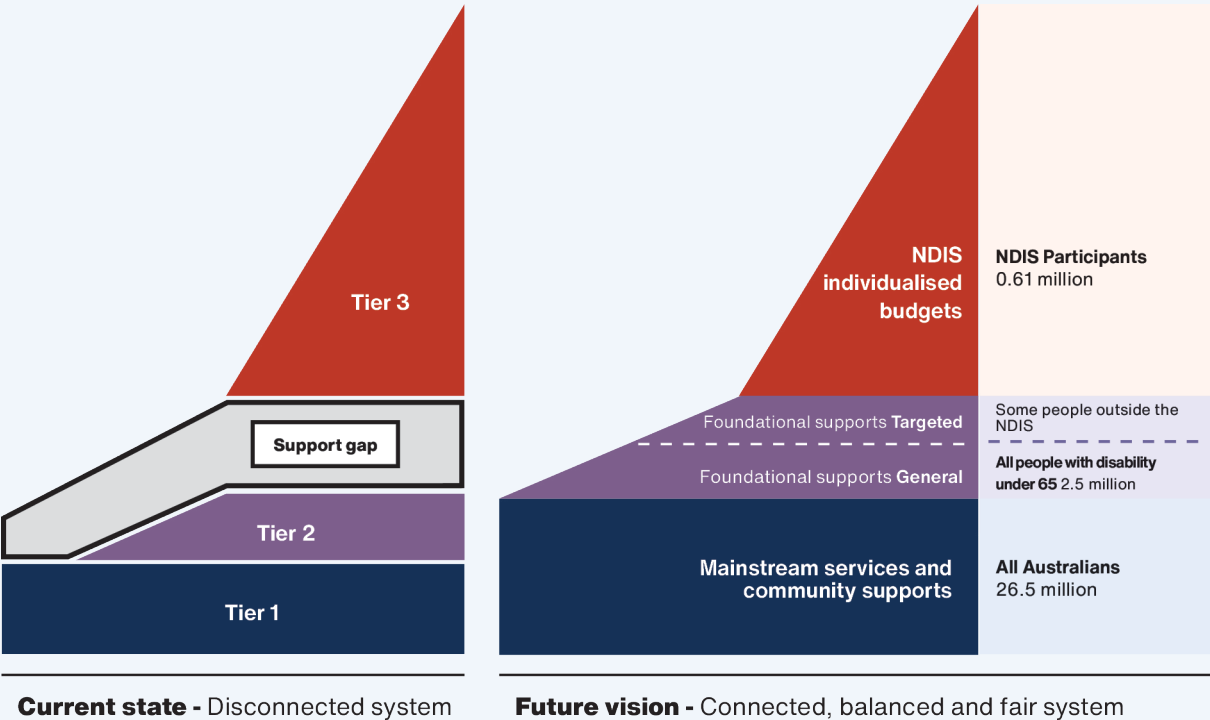 Tier 3
Support gap
Tier 2
Tier 1
Current state - Disconnected system
NDIS
individualised
budgets
NDIS Participants
0.61 million
Foundational supports Targeted
Some people outside the
NDIS
Foundational supports General
All people with disability
under 65 2.5 million
Mainstream services and
community supports
All Australians
26.5 million
Future vision - Connected, balanced and fair system